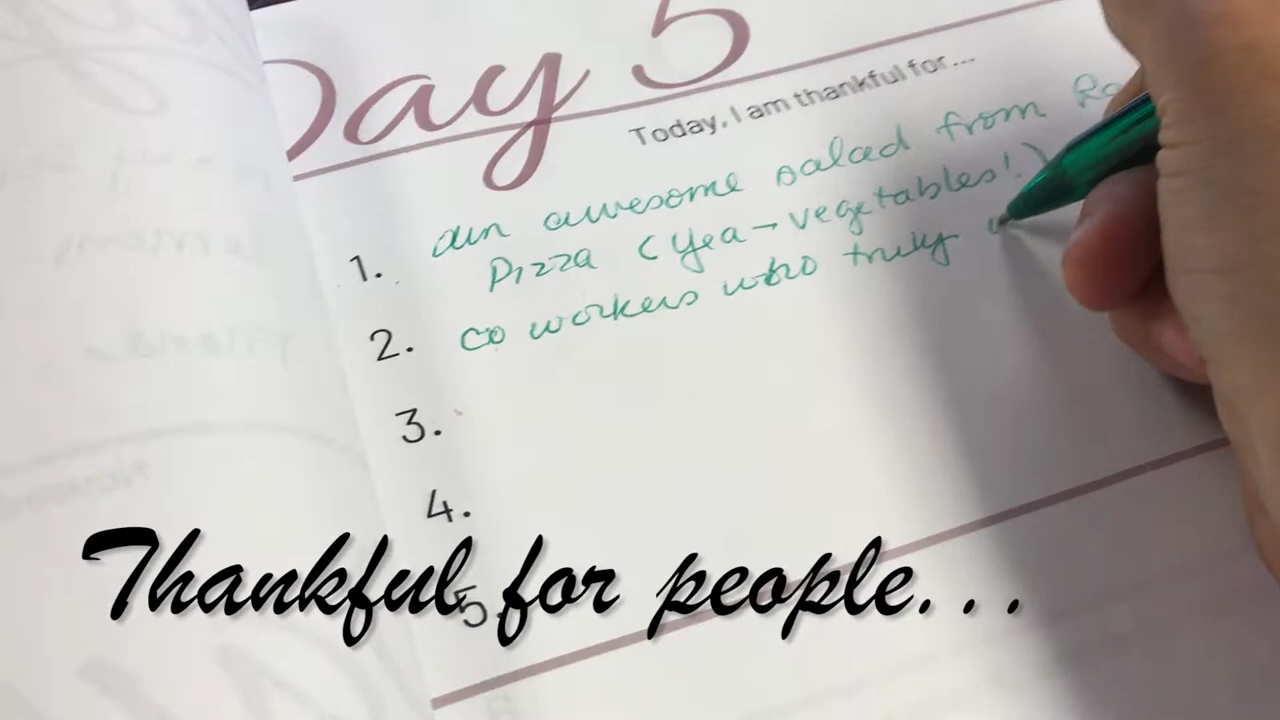 Day 5
Today, I am thankful for...
1. an awesome salad from
Pizza (yea - vegetables!)
2. co workers who truly
3.
4.
5.
Thankful for people...